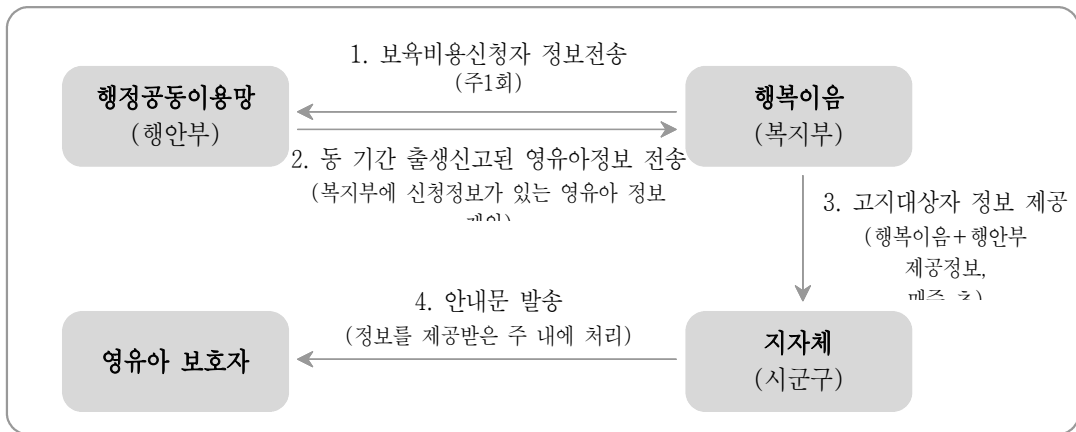 1. 보육비용신청자 정보전송
(주1회)
행정공동이용망
(행안부)
행복이음
(복지부)
2. 동 기간 출생신고된 영유아정보 전송
(복지부에 신청정보가 있는 영유아 정보
3. 고지대상자 정보 제공
(행복이음+행안부
제공정보,
4. 안내문 발송
(정보를 제공받은 주 내에 처리)
영유아 보호자
지자체
(시군구)